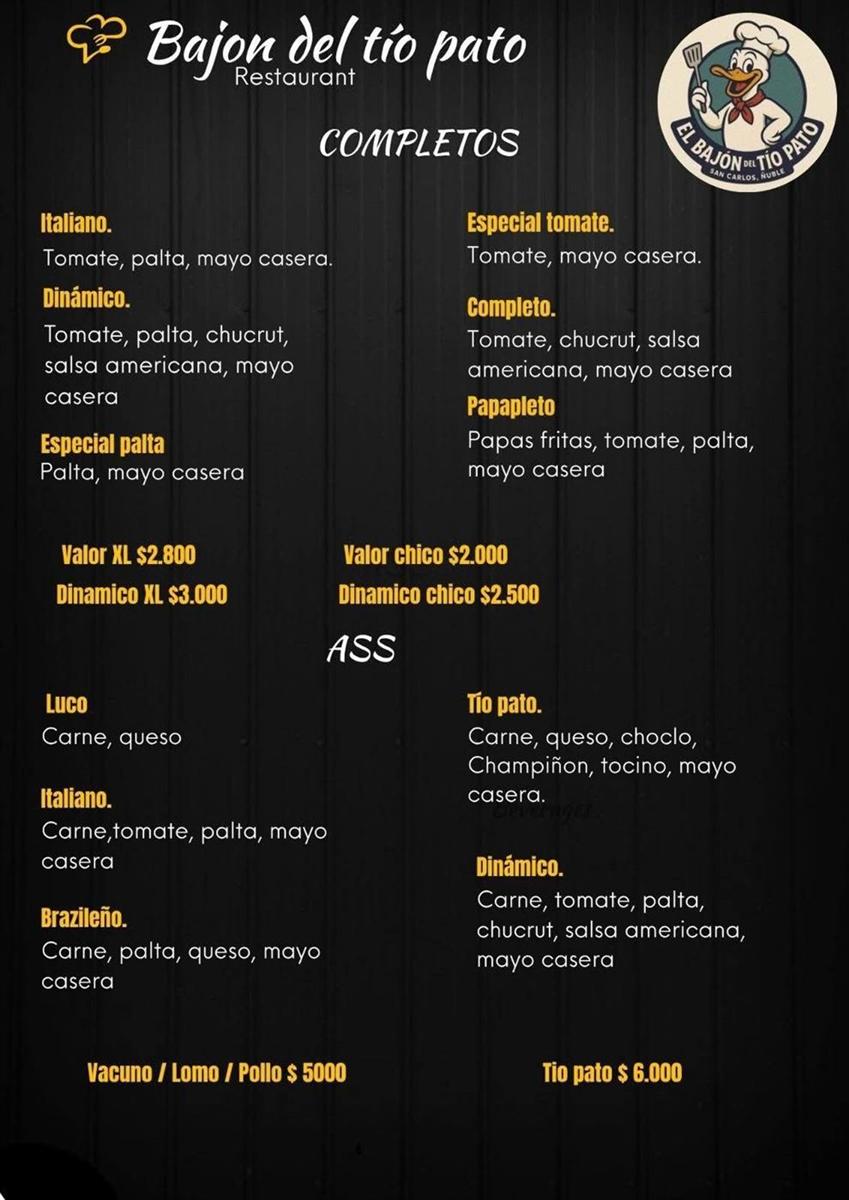 Bajon del tío pato
Restaurant
EL BAJÓN DEL TÍO PATO
SAN CARLOS, ÑUBLE
COMPLETOS
Italiano.
Tomate, palta, mayo casera.
Dinámico.
Tomate, palta, chucrut,
salsa americana, mayo
casera
Especial palta
Palta, mayo casera
Especial tomate.
Tomate, mayo casera.
Completo.
Tomate, chucrut, salsa
americana, mayo casera
Papapleto
Papas fritas, tomate, palta,
mayo casera
Valor XL $2.800
Valor chico $2.000
Dinamico XL $3.000
Dinamico chico $2.500
ASS
Luco
Carne, queso
Italiano.
Carne,tomate, palta, mayo
casera
Brazileño.
Carne, palta, queso, mayo
casera
Tío pato.
Carne, queso, choclo,
Champiñon, tocino, mayo
casera.
Beverages
Dinámico.
Carne, tomate, palta,
chucrut, salsa americana,
mayo casera
Vacuno / Lomo / Pollo $ 5000
Tio pato $ 6.000